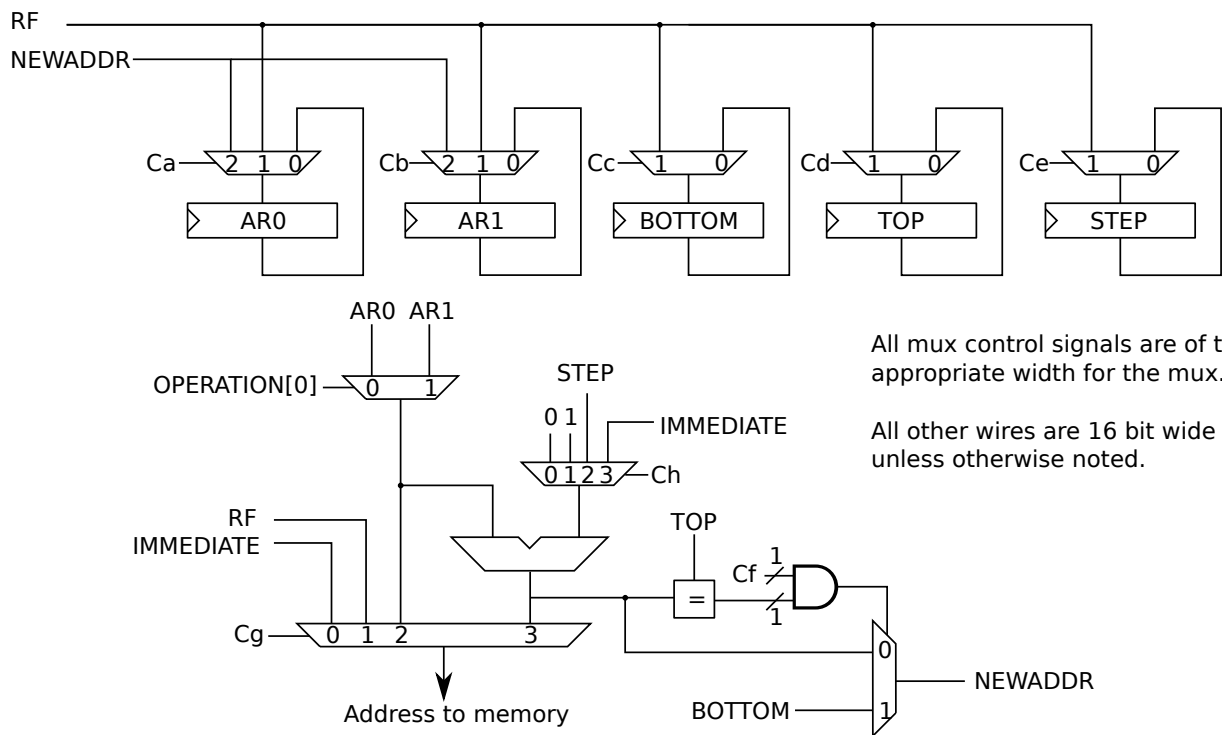 RF
NEWADDR
Ca 2 1 0
Cb 2 1 0
Cc 1 0
Cd 1 0
Ce 1 0
AR0
AR1
BOTTOM
TOP
STEP
AR0 AR1
OPERATION[0] 0 1
STEP
0 1
IMMEDIATE
0 1 2 3 Ch
All mux control signals are of
appropriate width for the mux.
All other wires are 16 bit wide
unless otherwise noted.
RF
IMMEDIATE
TOP
Cf 1
=
1
Cg 0 1 2 3
0
NEWADDR
BOTTOM 1
Address to memory